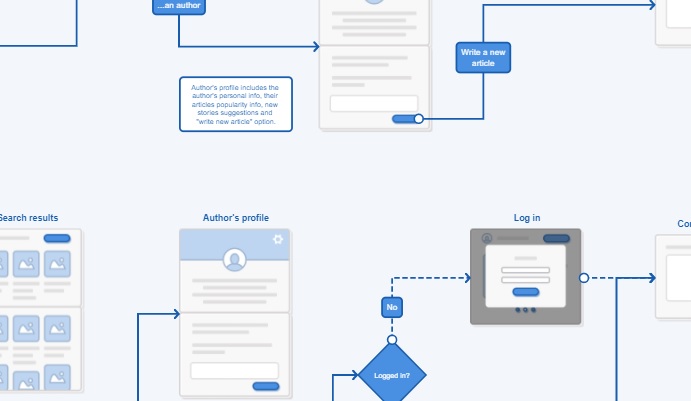 ...an author
Write a new
article
Author's profile includes the
author's personal info, their
articles popularity info, new
stories suggestions and
"write new article" option.
Search results
Author's profile
Log in
No
Logged in?